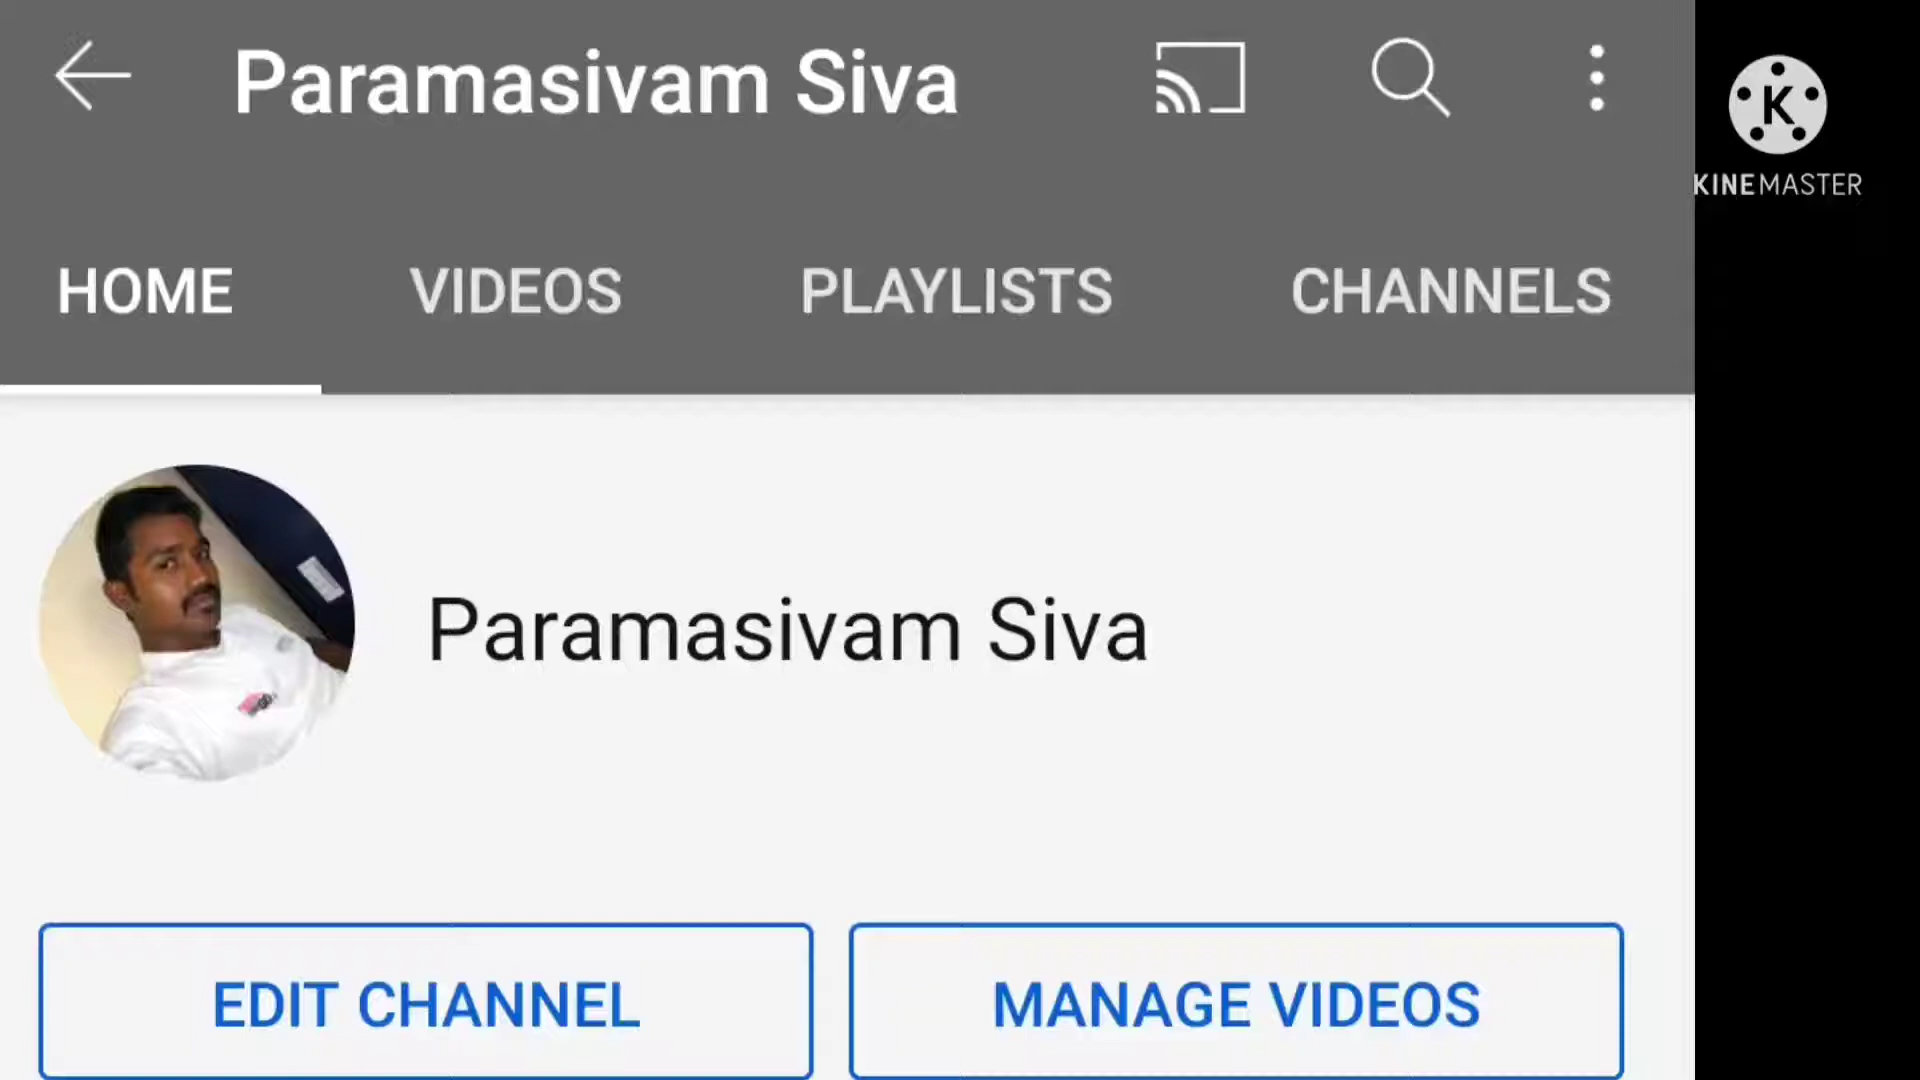 Paramasivam Siva
K
KINEMASTER
HOME VIDEOS PLAYLISTS CHANNELS
Paramasivam Siva
EDIT CHANNEL MANAGE VIDEOS